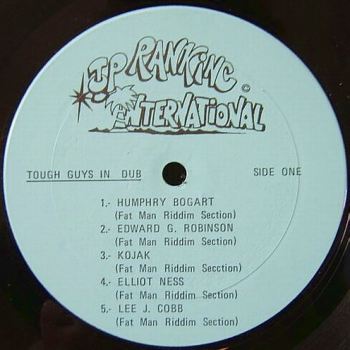 JP RANKING
INTERNATIONAL ©
TOUGH GUYS IN DUB
SIDE ONE
1.- HUMPHRY BOGART
(Fat Man Riddim Section)
2.- EDWARD G. ROBINSON
(Fat Man Riddim Section)
3.- KOJAK
(Fat Man Riddim Secction)
4.- ELLIOT NESS
(Fat Man Riddim Section)
5.- LEE J. COBB
(Fat Man Riddim Section)